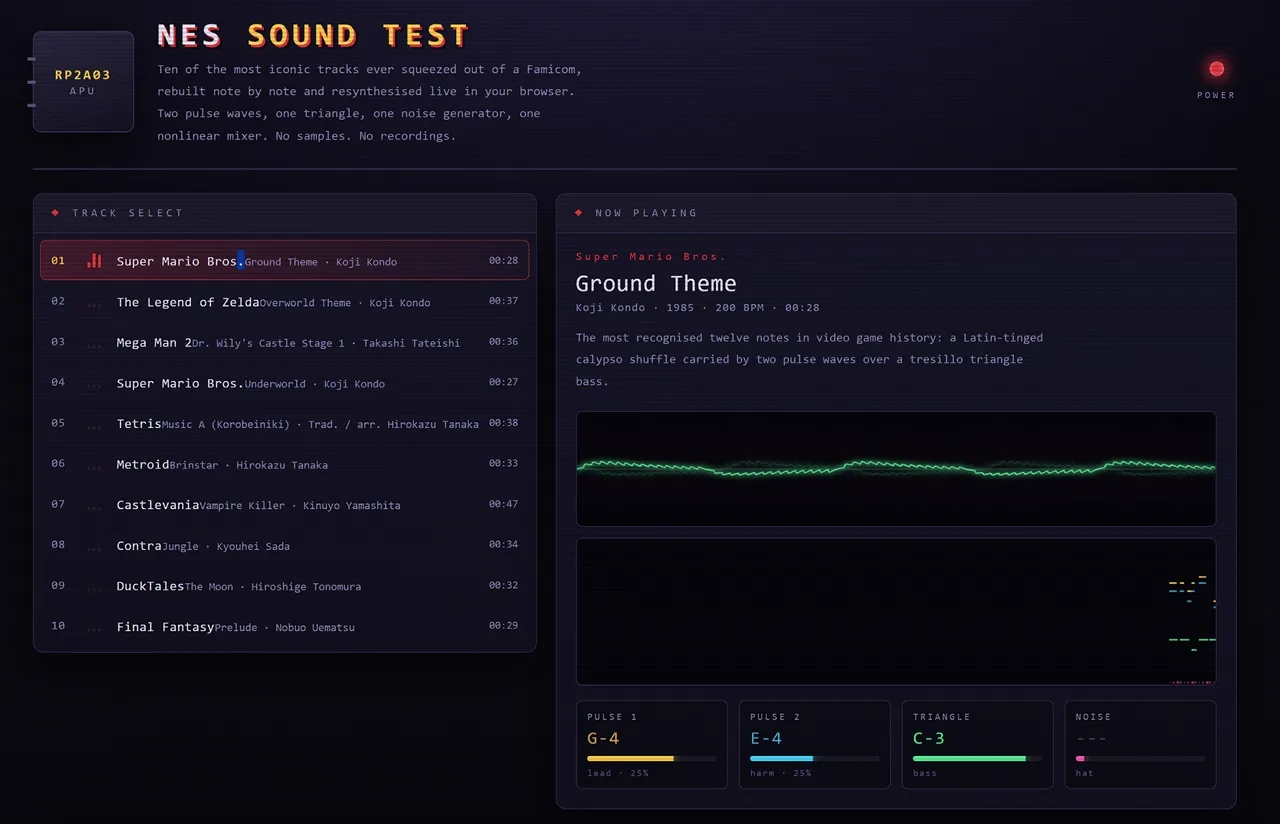 RP2A03
APU
NES SOUND TEST
Ten of the most iconic tracks ever squeezed out of a Famicom,
rebuilt note by note and resynthesised live in your browser.
Two pulse waves, one triangle, one noise generator, one
nonlinear mixer. No samples. No recordings.
POWER
TRACK SELECT
01 Super Mario Bros.Ground Theme · Koji Kondo 00:28
02 The Legend of ZeldaOverworld Theme · Koji Kondo 00:37
03 Mega Man 2Dr. Wily's Castle Stage 1 · Takashi Tateishi 00:36
04 Super Mario Bros.Underworld · Koji Kondo 00:27
05 TetrisMusic A (Korobeiniki) · Trad. / arr. Hirokazu Tanaka 00:38
06 MetroidBrinstar · Hirokazu Tanaka 00:33
07 CastlevaniaVampire Killer · Kinuyo Yamashita 00:47
08 ContraJungle · Kyouhei Sada 00:34
09 DuckTalesThe Moon · Hiroshige Tonomura 00:32
10 Final FantasyPrelude · Nobuo Uematsu 00:29
NOW PLAYING
Super Mario Bros.
Ground Theme
Koji Kondo · 1985 · 200 BPM · 00:28
The most recognised twelve notes in video game history: a Latin-tinged
calypso shuffle carried by two pulse waves over a tresillo triangle
bass.
PULSE 1
G-4
lead · 25%
PULSE 2
E-4
harm · 25%
TRIANGLE
C-3
bass
NOISE
---
hat